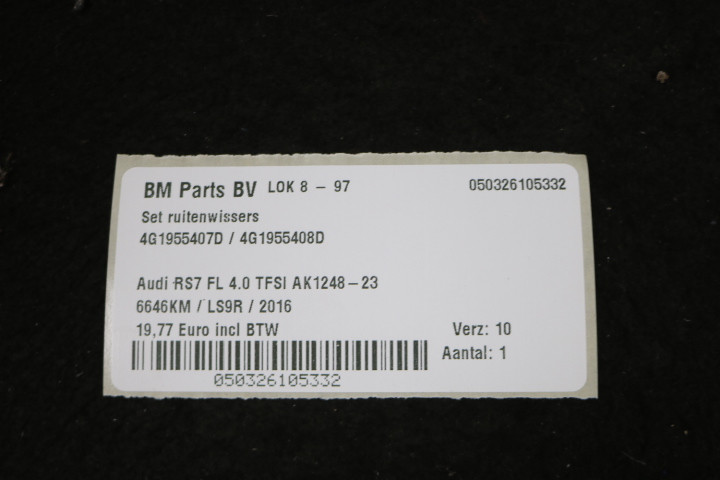 BM Parts BV LOK 8 - 97 050326105332
Set ruitenwissers
4G1955407D / 4G1955408D
Audi RS7 FL 4.0 TFSI AK1248-23
6646KM / LS9R / 2016
19,77 Euro incl BTW Verz: 10
Aantal: 1
050326105332